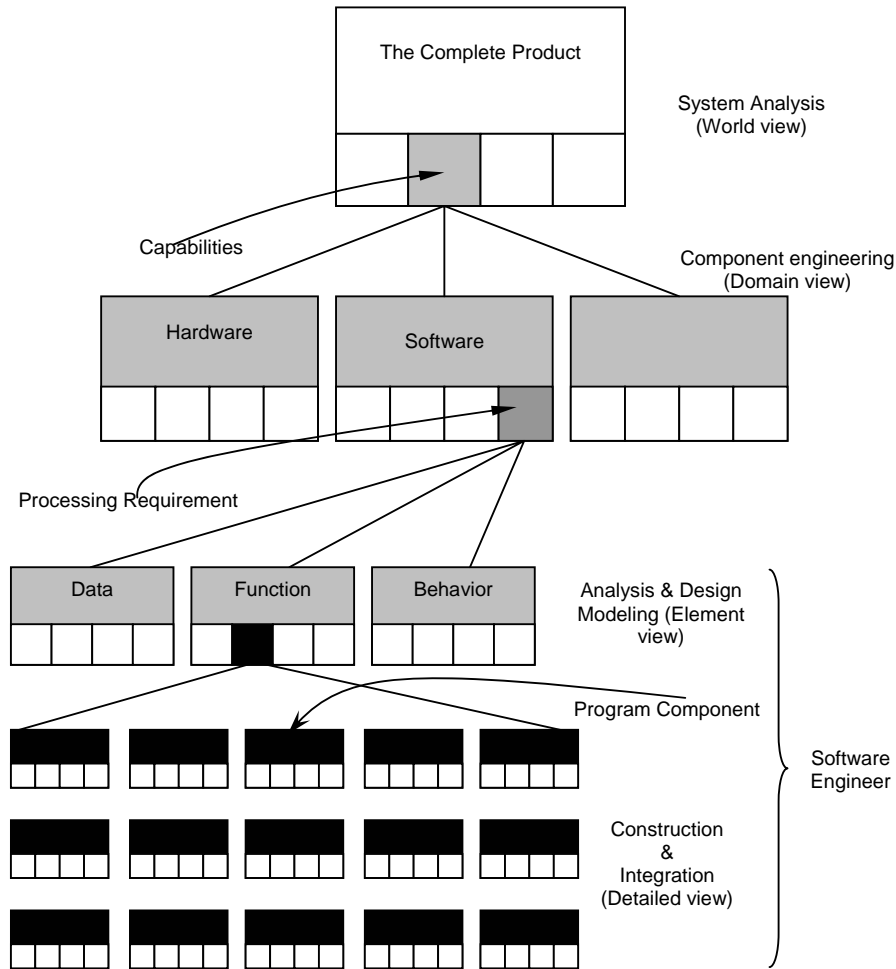 The Complete Product
System Analysis
(World view)
Capabilities
Component engineering
(Domain view)
Hardware
Software
Processing Requirement
Data
Function
Behavior
Analysis & Design
Modeling (Element
view)
Program Component
Software
Engineer
Construction
&
Integration
(Detailed view)